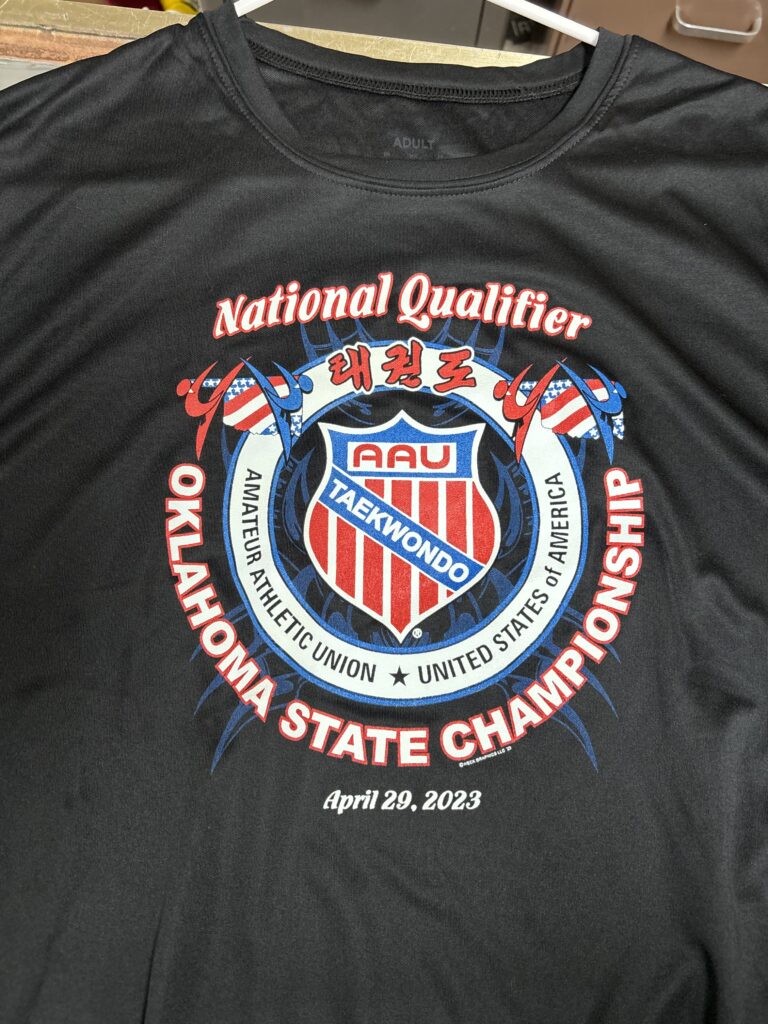 ADULT
National Qualifier
태권도
AAU
TAEKWONDO
®
AMATEUR ATHLETIC UNION ★ UNITED STATES of AMERICA
OKLAHOMA STATE CHAMPIONSHIP
April 29, 2023